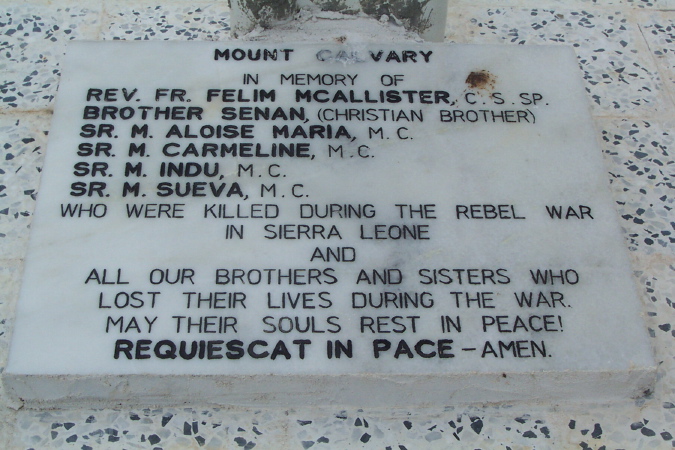 MOUNT CALVARY
IN MEMORY OF
REV. FR. FELIM MCALLISTER, C.S.SP.
BROTHER SENAN, (CHRISTIAN BROTHER)
SR. M. ALOISE MARIA, M.C.
SR. M. CARMELINE, M.C.
SR. M. INDU, M.C.
SR. M. SUEVA, M.C.
WHO WERE KILLED DURING THE REBEL WAR
IN SIERRA LEONE
AND
ALL OUR BROTHERS AND SISTERS WHO
LOST THEIR LIVES DURING THE WAR.
MAY THEIR SOULS REST IN PEACE!
REQUIESCAT IN PACE – AMEN.